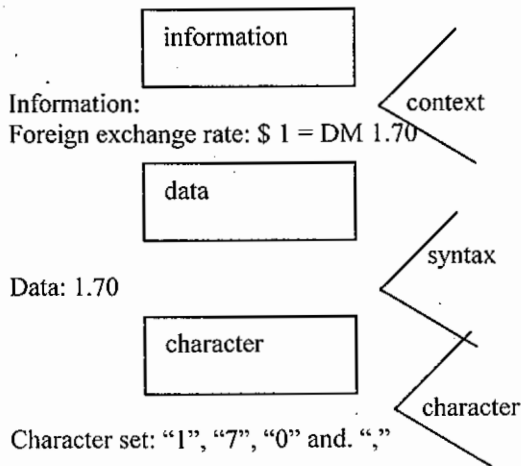 information
Information:
context
Foreign exchange rate: $ 1 = DM 1.70
data
syntax
Data: 1.70
character
character
Character set: “1”, “7”, “0” and. “,”